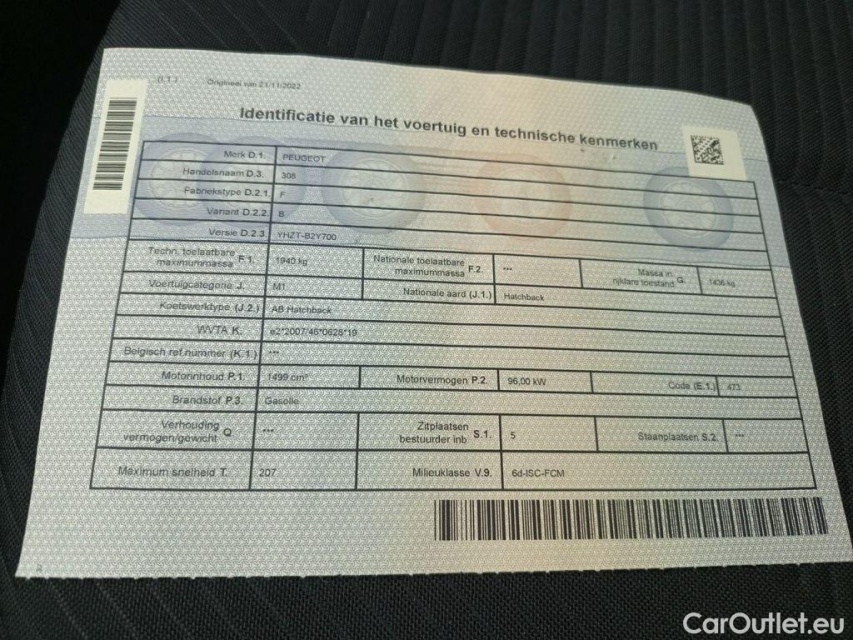 (I.1.) Origineel van 21/11/2022
Identificatie van het voertuig en technische kenmerken
Merk D.1. PEUGEOT
Handelsnaam D.3. 308
Fabriekstype D.2.1 F
Variant D.2.2. B
Versie D.2.3. YHZT-B2Y700
Techn. toelaatbare maximummassa F.1. 1940 kg Nationale toelaatbare maximummassa F.2. *** Massa in rijklare toestand G.
Voertuigcategorie J. M1 Nationale aard (J.1.) Hatchback
Koetswerktype (J.2.) AB Hatchback
WVTA K. e2*2007/46*0628*19
Belgisch ref.nummer (K.1.) ***
Motorinhoud P.1. 1499 cm³ Motorvermogen P.2. 96,00 kW Code (E.1.) 473
Brandstof P.3. Gasolie
Verhouding vermogen/gewicht Q. *** Zitplaatsen bestuurder inb. S.1. 5 Staanplaatsen S.2. ***
Maximum snelheid T. 207 Milieuklasse V.9. 6d-ISC-FCM
CarOutlet.eu